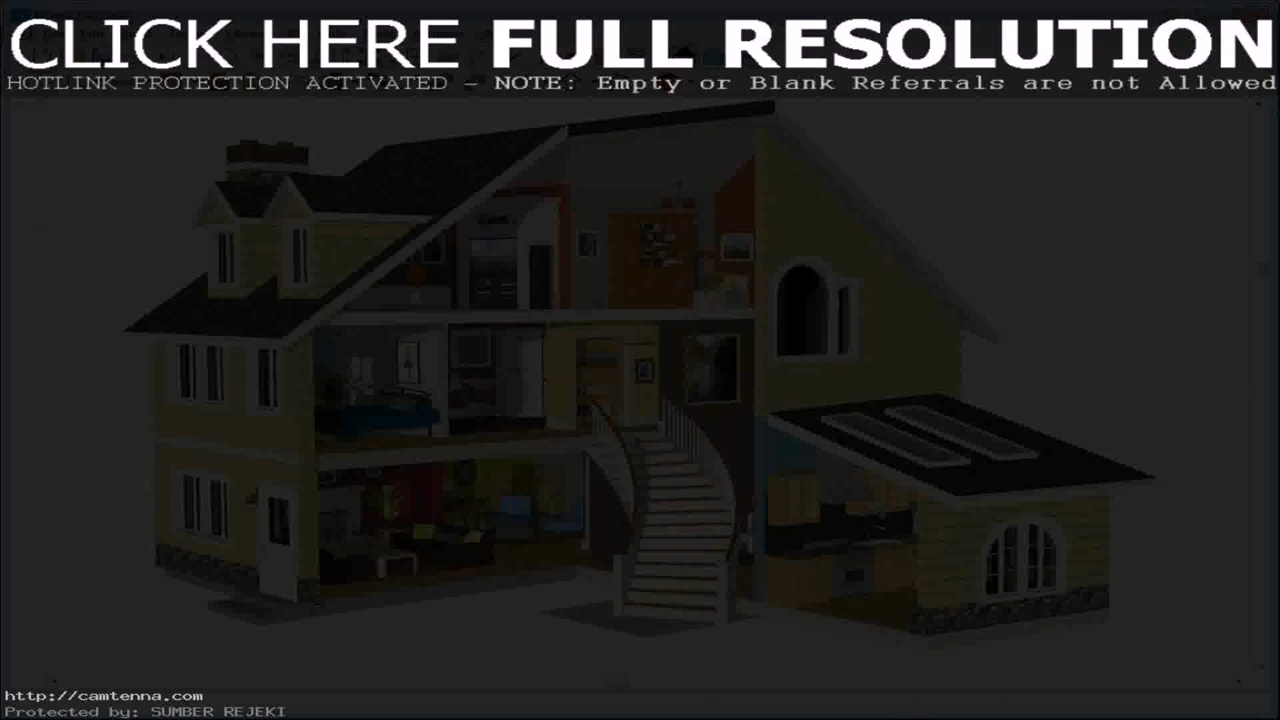 CLICK HERE FULL RESOLUTION
HOTLINK PROTECTION ACTIVATED - NOTE: Empty or Blank Referrals are not Allowed
http://camtenna.com
Protected by: SUMBER REJEKI